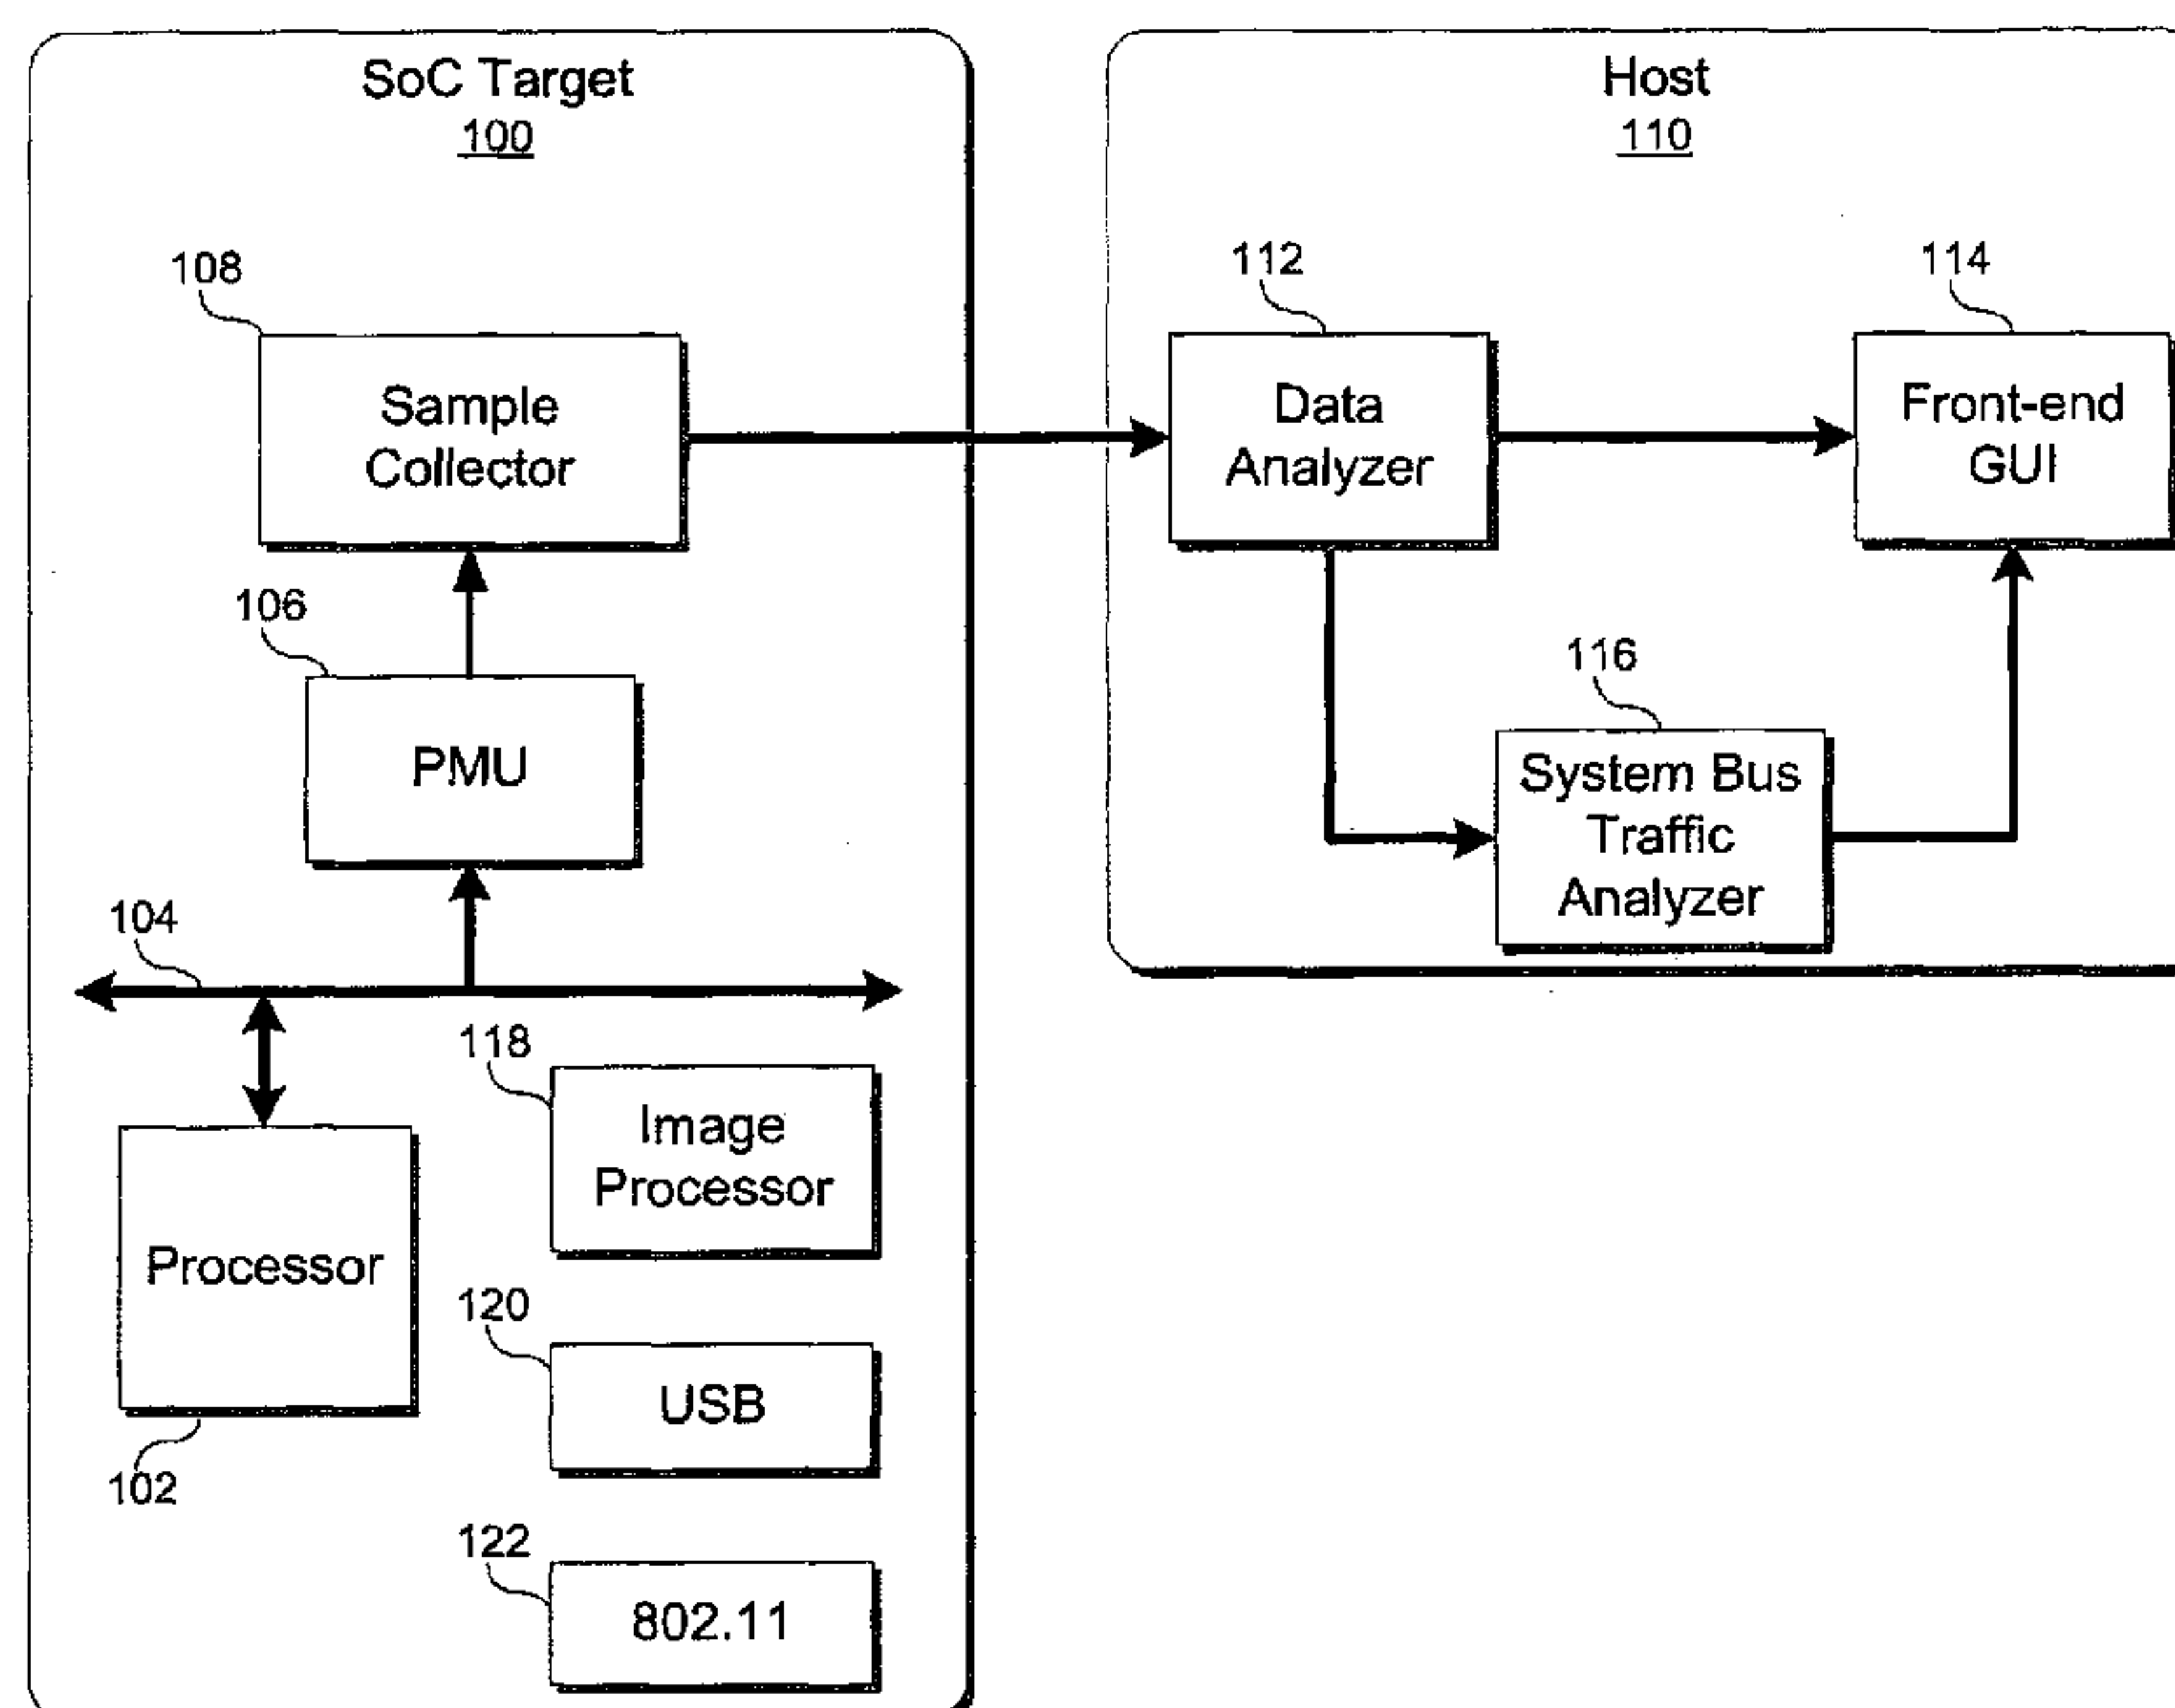 SoC Target
100
108
Sample
Collector
106
PMU
104
118
Image
Processor
Processor
120
USB
102
122
802.11
Host
110
112
Data
Analyzer
114
Front-end
GUI
116
System Bus
Traffic
Analyzer